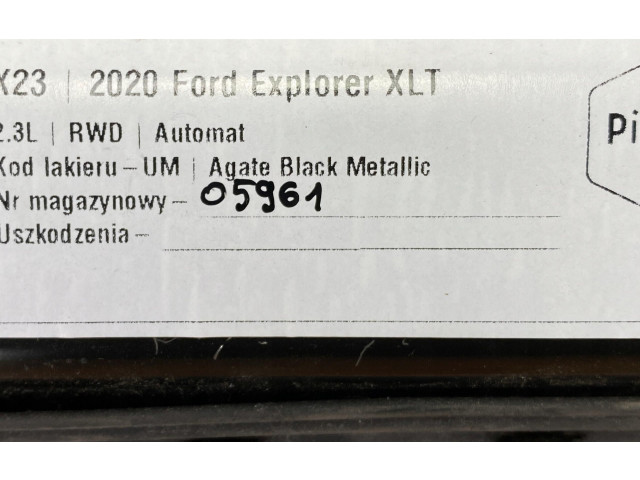 X23 | 2020 Ford Explorer XLT
2.3L | RWD | Automat
Kod lakieru – UM | Agate Black Metallic
Nr magazynowy – 05961
Uszkodzenia –
Pi